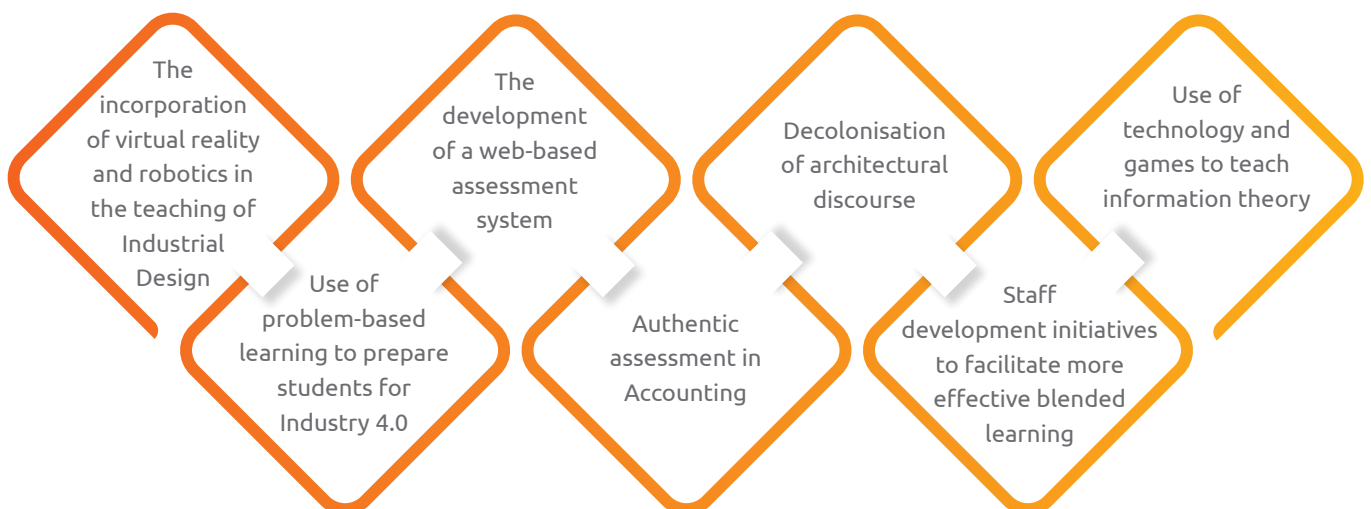 The
incorporation
of virtual reality
and robotics in
the teaching of
Industrial
Design
Use of
problem-based
learning to prepare
students for
Industry 4.0
The
development
of a web-based
assessment
system
Authentic
assessment in
Accounting
Decolonisation
of architectural
discourse
Staff
development initiatives
to facilitate more
effective blended
learning
Use of
technology and
games to teach
information theory